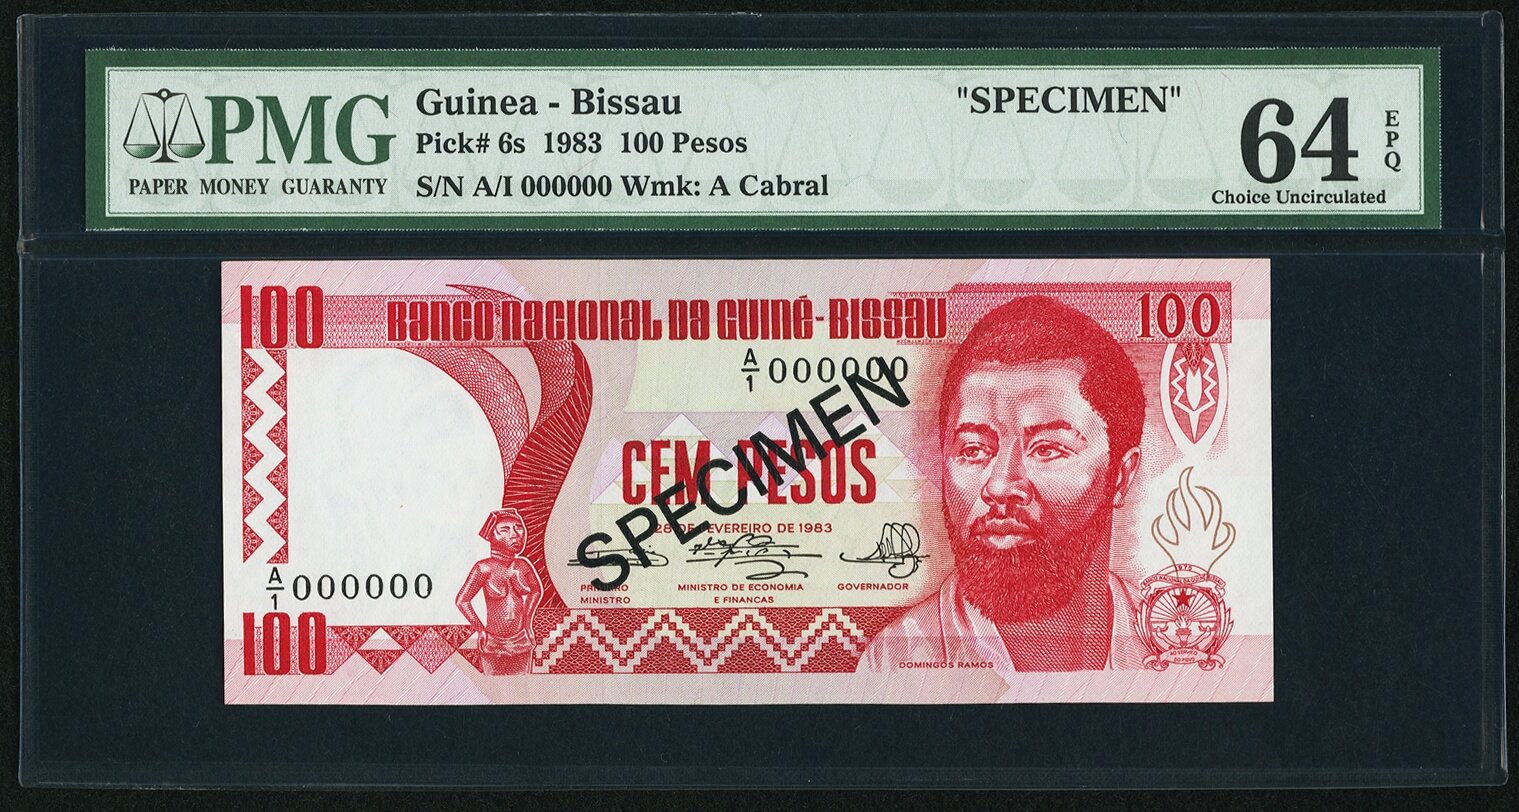 PMG
PAPER MONEY GUARANTY
Guinea - Bissau
Pick# 6s 1983 100 Pesos
S/N A/I 000000 Wmk: A Cabral
"SPECIMEN"
64
EPQ
Choice Uncirculated
100
BANCO NACIONAL DA GUINÉ-BISSAU
100
A/1 000000
CEM PESOS
SPECIMEN
28 DE FEVEREIRO DE 1983
PRIMEIRO MINISTRO
MINISTRO DE ECONOMIA E FINANCAS
GOVERNADOR
A/1 000000
100
DOMINGOS RAMOS